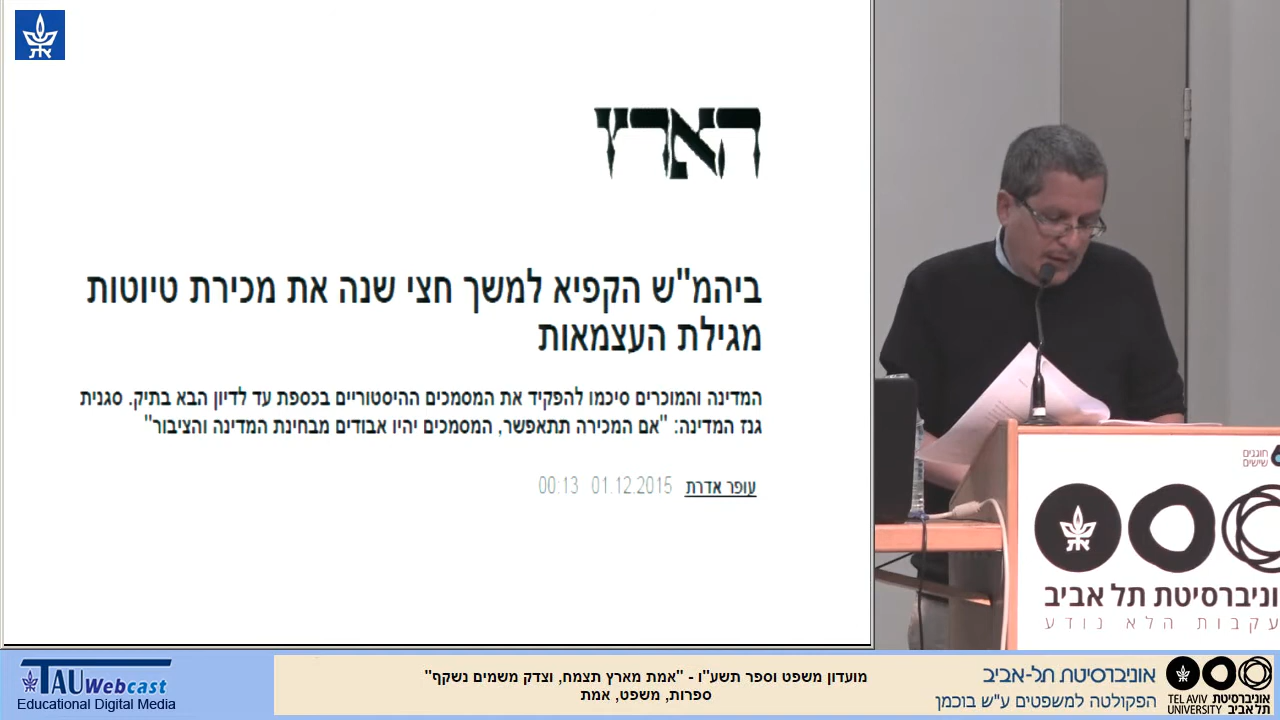 הארץ
ביהמ"ש הקפיא למשך חצי שנה את מכירת טיוטות
מגילת העצמאות
המדינה והמוכרים סיכמו להפקיד את המסמכים ההיסטוריים בכספת עד לדיון הבא בתיק. סגנית
גנז המדינה: "אם המכירה תתאפשר, המסמכים יהיו אבודים מבחינת המדינה והציבור"
עופר אדרת 01.12.2015 00:13
חוגגים
שישים
אוניברסיטת תל אביב
עקבות הלא נודע
TAU Webcast
Educational Digital Media
מועדון משפט וספר תשע"ו - "אמת מארץ תצמח, וצדק משמים נשקף"
ספרות, משפט, אמת
אוניברסיטת תל-אביב
הפקולטה למשפטים ע"ש בוכמן
TEL AVIV אוניברסיטת
UNIVERSITY תל אביב